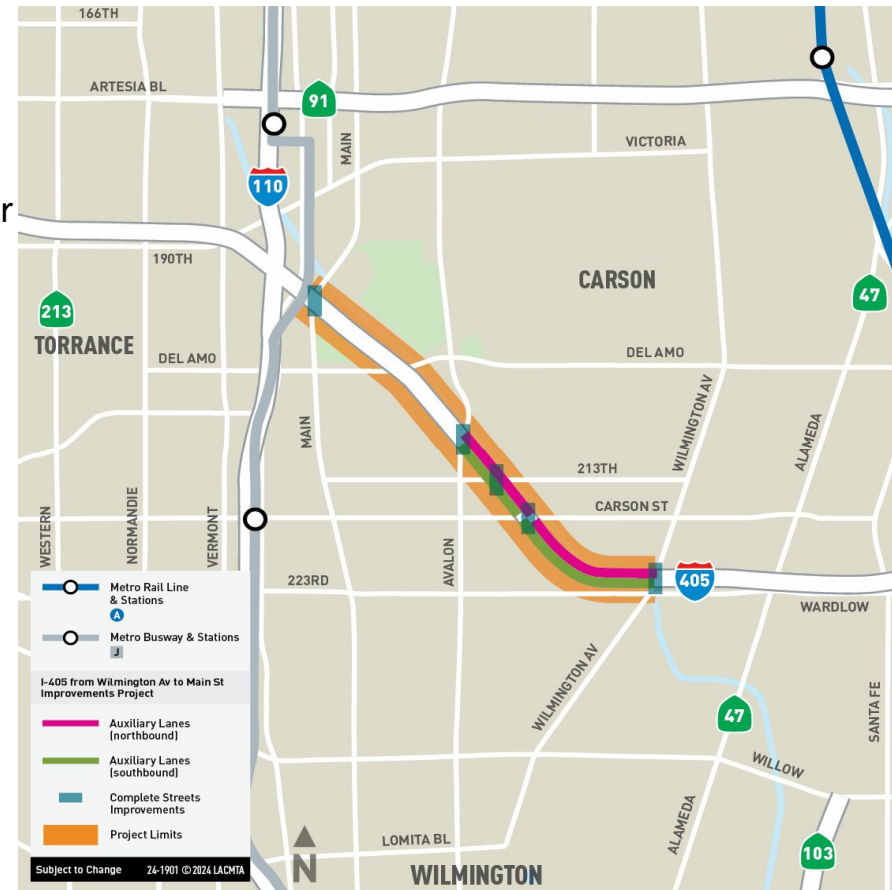 166TH
ARTESIA BL
91
MAIN
VICTORIA
110
r
190TH
CARSON
47
213
TORRANCE
DEL AMO
DEL AMO
WILMINGTON AV
MAIN
ALAMEDA
213TH
CARSON ST
WESTERN
NORMANDIE
VERMONT
AVALON
405
223RD
WARDLOW
Metro Rail Line
& Stations
A
Metro Busway & Stations
J
I-405 from Wilmington Av to Main St
Improvements Project
Auxiliary Lanes
(northbound)
Auxiliary Lanes
(southbound)
Complete Streets
Improvements
Project Limits
Subject to Change 24-1901 © 2024 LACMTA
WILMINGTON AV
SANTA FE
47
WILLOW
ALAMEDA
LOMITA BL
N
WILMINGTON
103